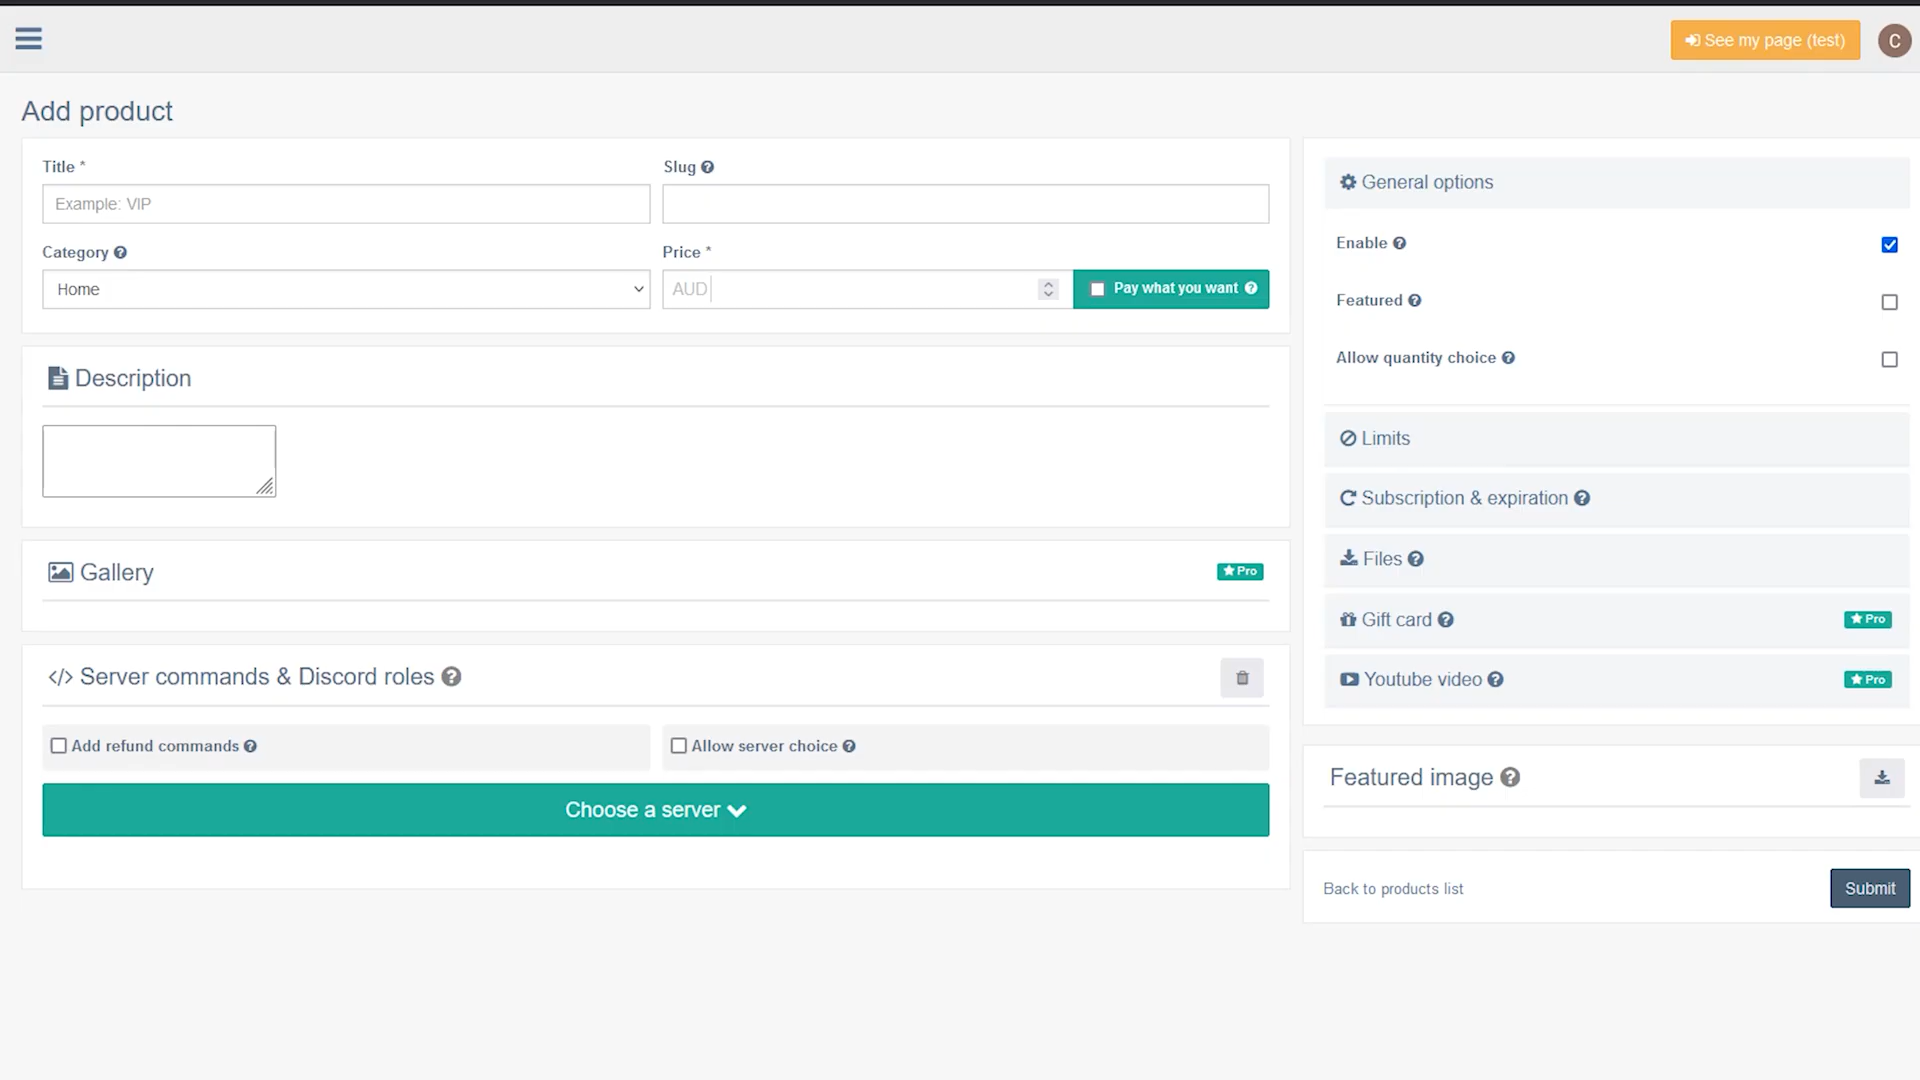 See my page (test)
C
Add product
Title *
Slug
Example: VIP
Category
Price *
Home
AUD
Pay what you want
Description
Gallery
Pro
Server commands & Discord roles
Add refund commands
Allow server choice
Choose a server
General options
Enable
Featured
Allow quantity choice
Limits
Subscription & expiration
Files
Gift card
Pro
Youtube video
Pro
Featured image
Back to products list
Submit